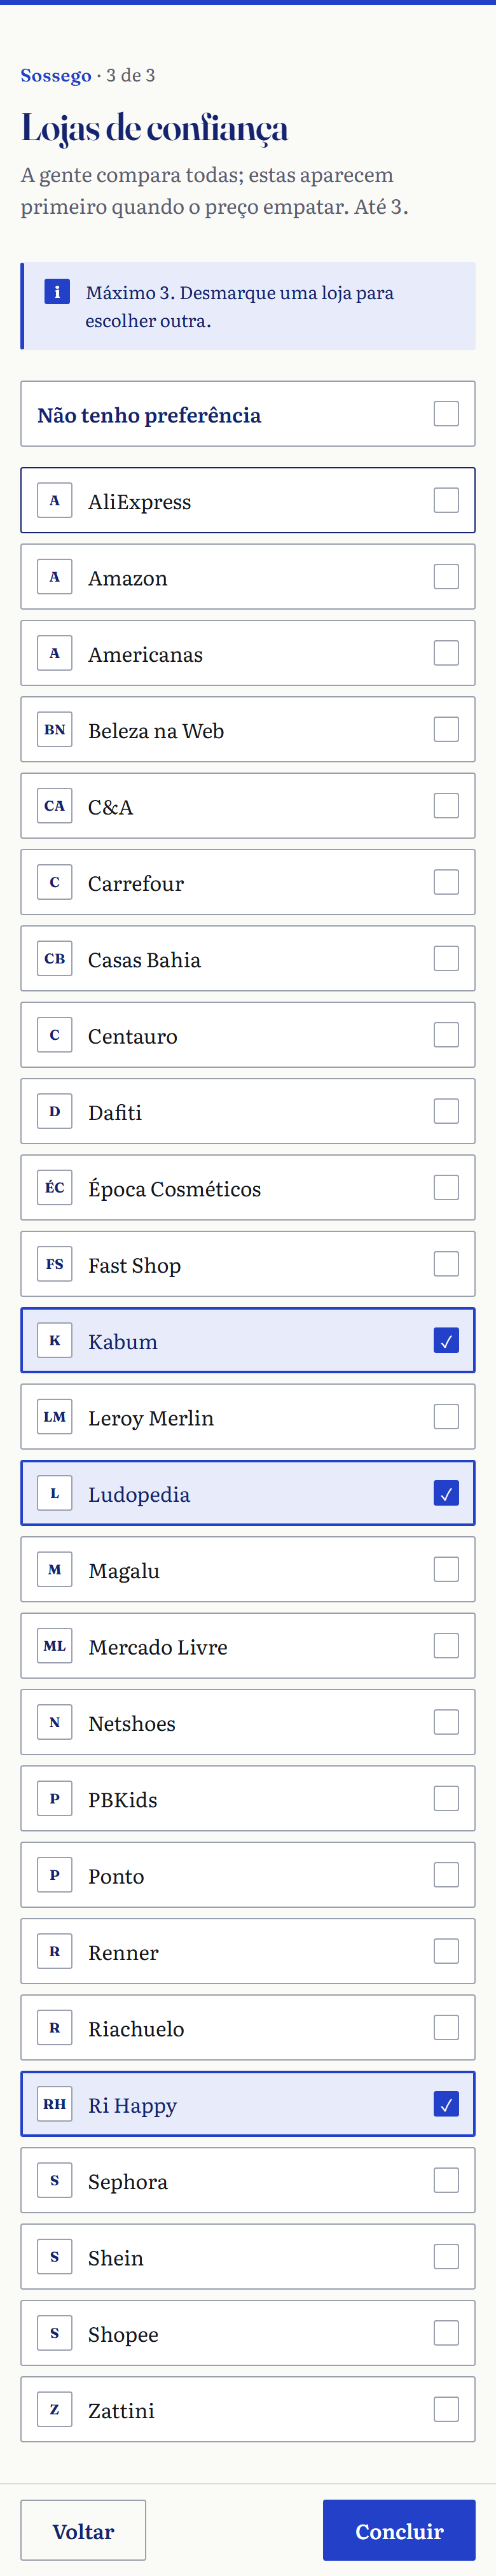 Sossego · 3 de 3
Lojas de confiança
A gente compara todas; estas aparecem
primeiro quando o preço empatar. Até 3.
i Máximo 3. Desmarque uma loja para
escolher outra.
Não tenho preferência
A AliExpress
A Amazon
A Americanas
BN Beleza na Web
CA C&A
C Carrefour
CB Casas Bahia
C Centauro
D Dafiti
ÉC Época Cosméticos
FS Fast Shop
K Kabum
LM Leroy Merlin
L Ludopedia
M Magalu
ML Mercado Livre
N Netshoes
P PBKids
P Ponto
R Renner
R Riachuelo
RH Ri Happy
S Sephora
S Shein
S Shopee
Z Zattini
Voltar Concluir